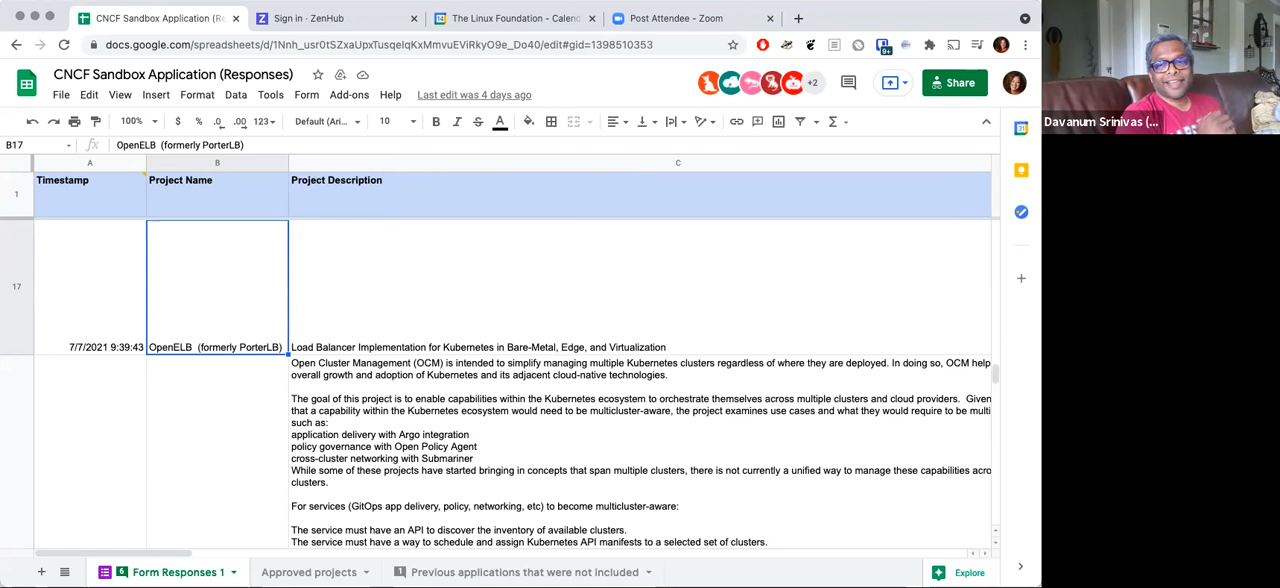 CNCF Sandbox Application (Re
Sign in · ZenHub
The Linux Foundation - Calend
Post Attendee - Zoom
docs.google.com/spreadsheets/d/1Nnh_usr0tSZxaUpxTusqelqKxMmvuEViRkyO9e_Do40/edit#gid=1398510353
9+
CNCF Sandbox Application (Responses)
+2
Share
File Edit View Insert Format Data Tools Form Add-ons Help Last edit was 4 days ago
100% $ % .0 .00 123 Default (Ari... 10 B I S A
B17 fx OpenELB (formerly PorterLB)
A B C
1 Timestamp Project Name Project Description
17
7/7/2021 9:39:43 OpenELB (formerly PorterLB) Load Balancer Implementation for Kubernetes in Bare-Metal, Edge, and Virtualization
Open Cluster Management (OCM) is intended to simplify managing multiple Kubernetes clusters regardless of where they are deployed. In doing so, OCM help
overall growth and adoption of Kubernetes and its adjacent cloud-native technologies.
The goal of this project is to enable capabilities within the Kubernetes ecosystem to orchestrate themselves across multiple clusters and cloud providers. Given
that a capability within the Kubernetes ecosystem would need to be multicluster-aware, the project examines use cases and what they would require to be multi
such as:
application delivery with Argo integration
policy governance with Open Policy Agent
cross-cluster networking with Submariner
While some of these projects have started bringing in concepts that span multiple clusters, there is not currently a unified way to manage these capabilities acro
clusters.
For services (GitOps app delivery, policy, networking, etc) to become multicluster-aware:
The service must have an API to discover the inventory of available clusters.
The service must have a way to schedule and assign Kubernetes API manifests to a selected set of clusters.
6 Form Responses 1 Approved projects 1 Previous applications that were not included Explore
Davanum Srinivas (...